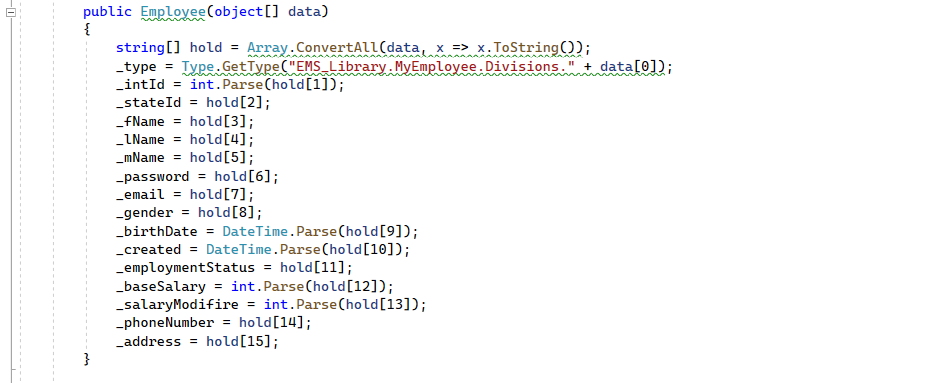 public Employee(object[] data)
{
string[] hold = Array.ConvertAll(data, x => x.ToString());
_type = Type.GetType("EMS_Library.MyEmployee.Divisions." + data[0]);
_intId = int.Parse(hold[1]);
_stateId = hold[2];
_fName = hold[3];
_lName = hold[4];
_mName = hold[5];
_password = hold[6];
_email = hold[7];
_gender = hold[8];
_birthDate = DateTime.Parse(hold[9]);
_created = DateTime.Parse(hold[10]);
_employmentStatus = hold[11];
_baseSalary = int.Parse(hold[12]);
_salaryModifire = int.Parse(hold[13]);
_phoneNumber = hold[14];
_address = hold[15];
}